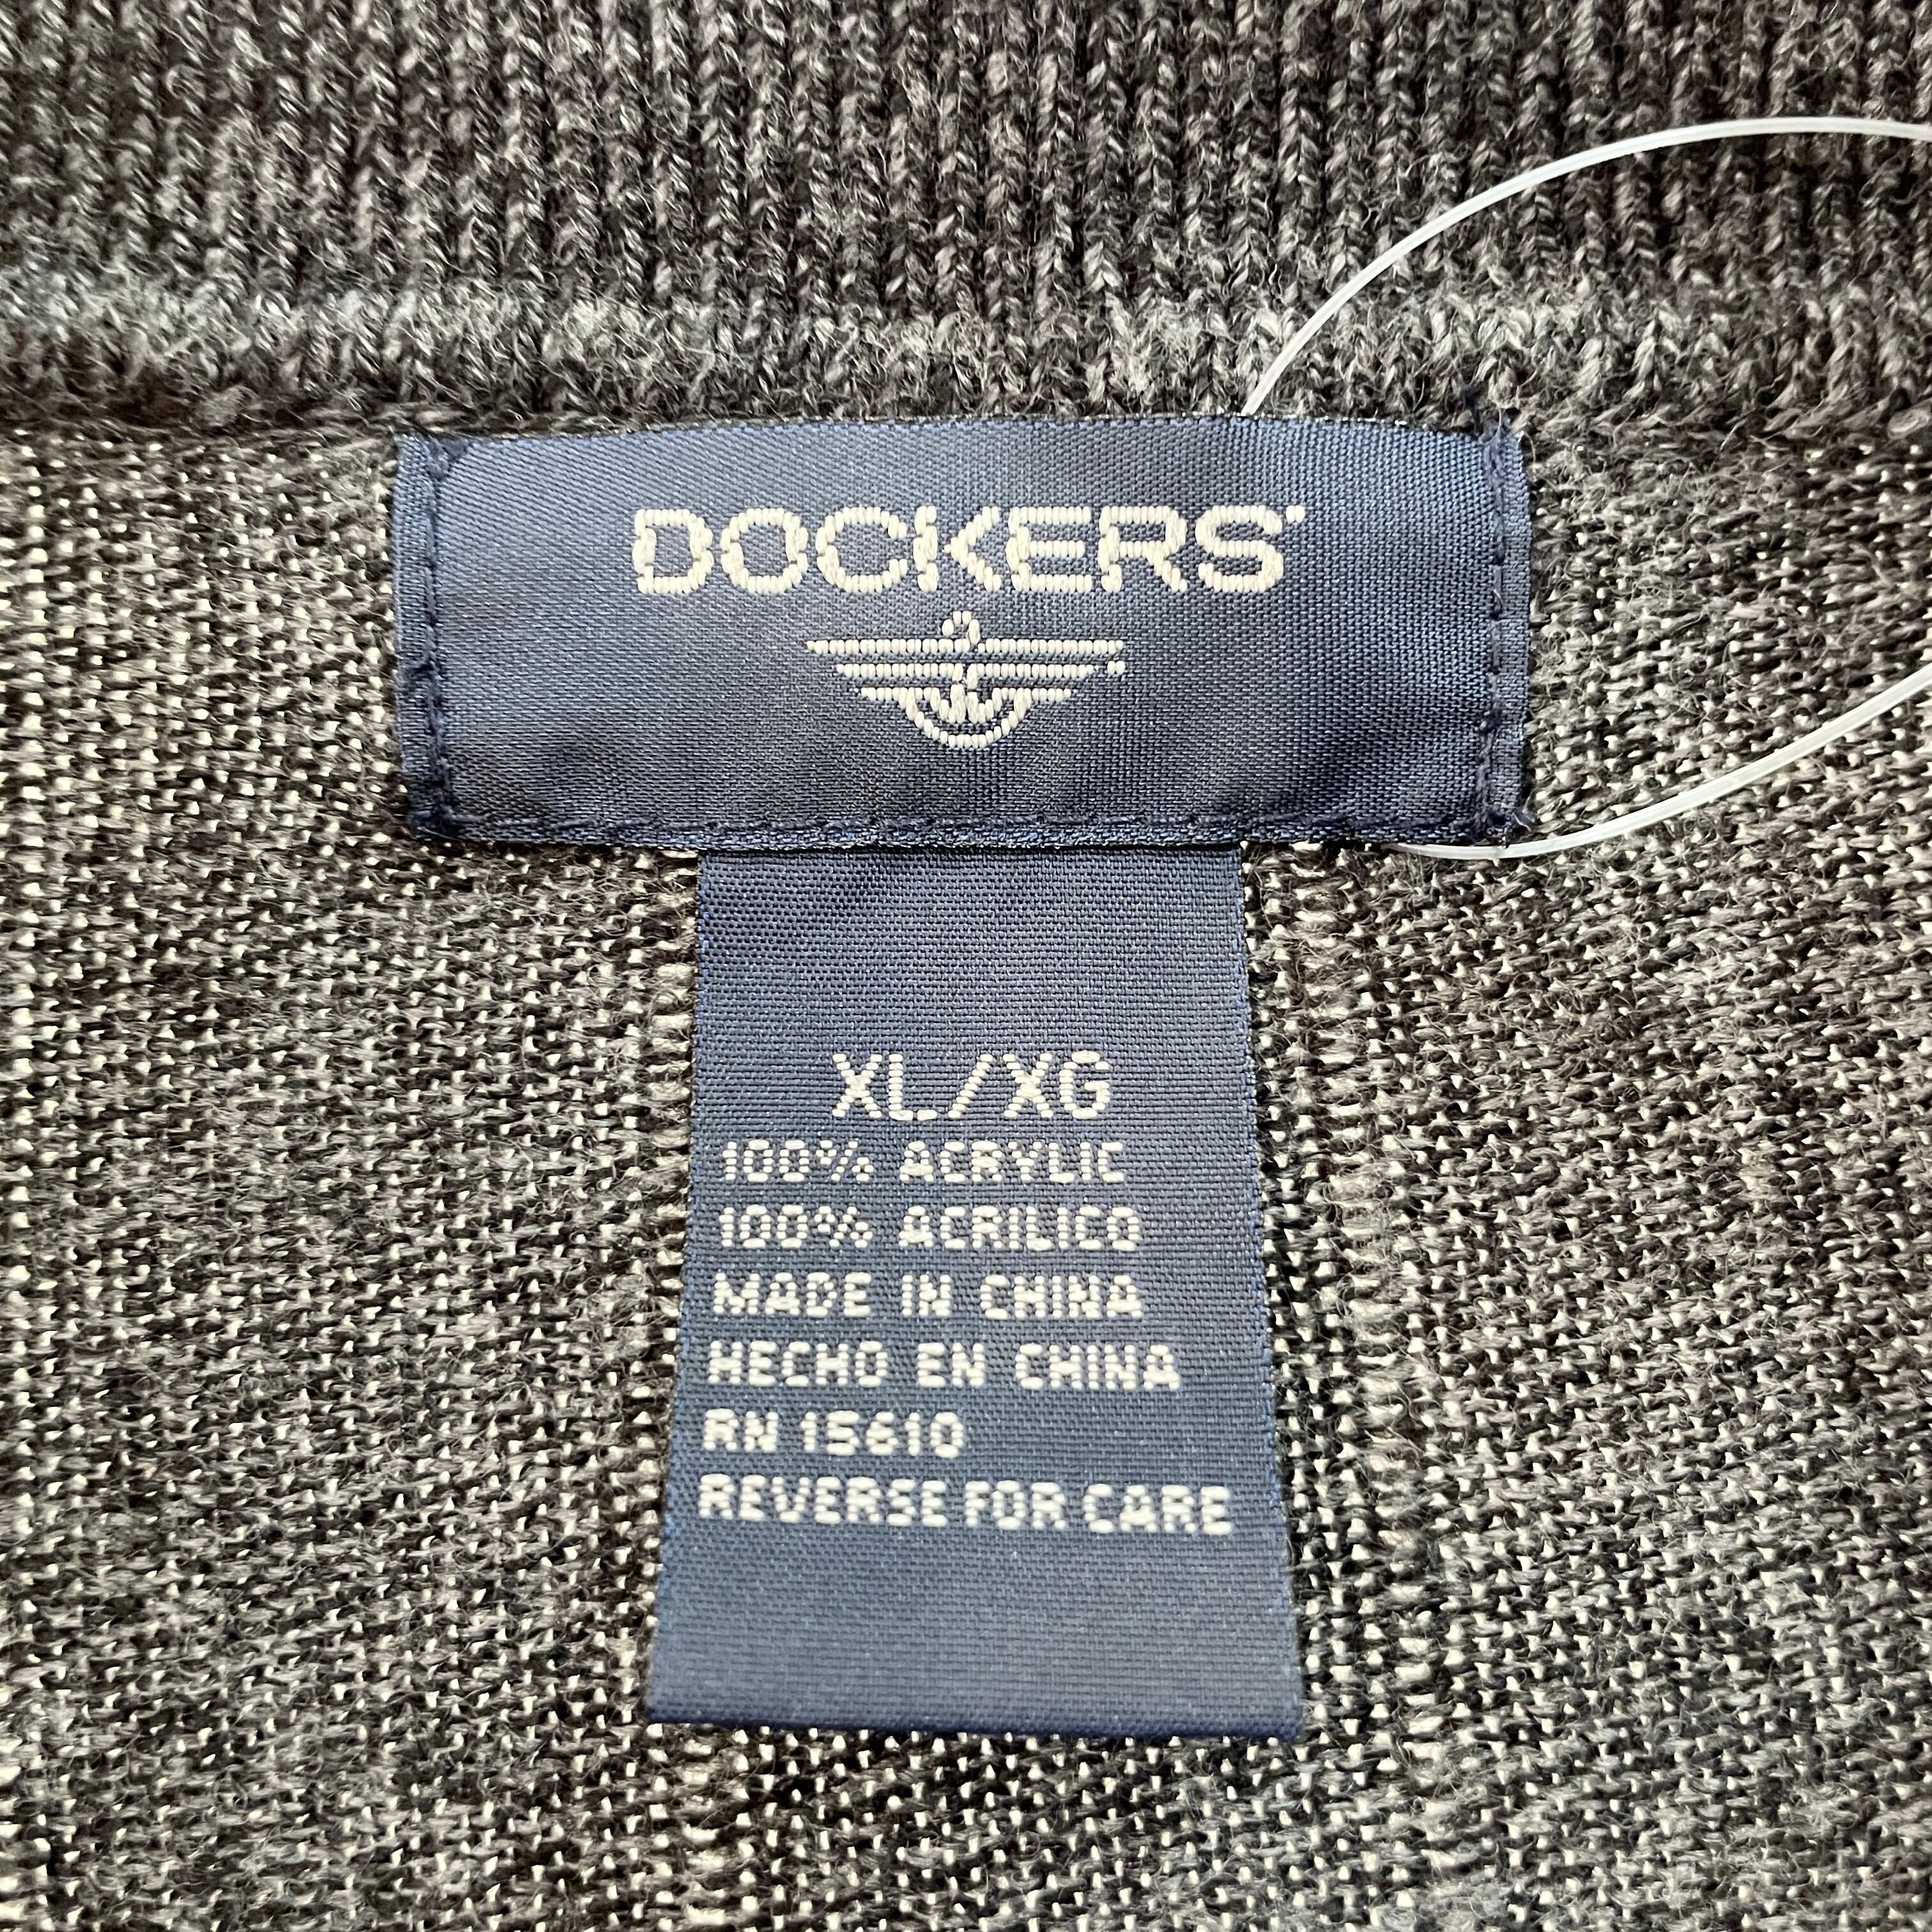 DOCKERS
XL/XG
100% ACRYLIC
100% ACRILICO
MADE IN CHINA
HECHO EN CHINA
RN 15610
REVERSE FOR CARE